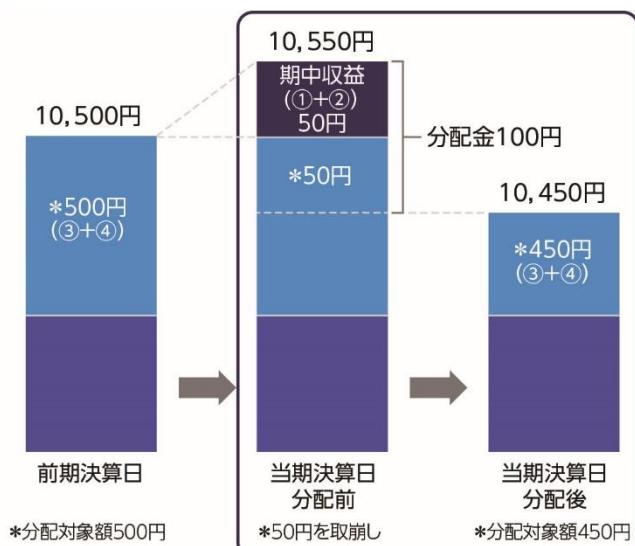 10,500円
*500円
(③+④)
前期決算日
*分配対象額500円
10,550円
期中収益
(①+②)
50円
*50円
分配金100円
当期決算日
分配前
*50円を取崩し
10,450円
*450円
(③+④)
当期決算日
分配後
*分配対象額450円